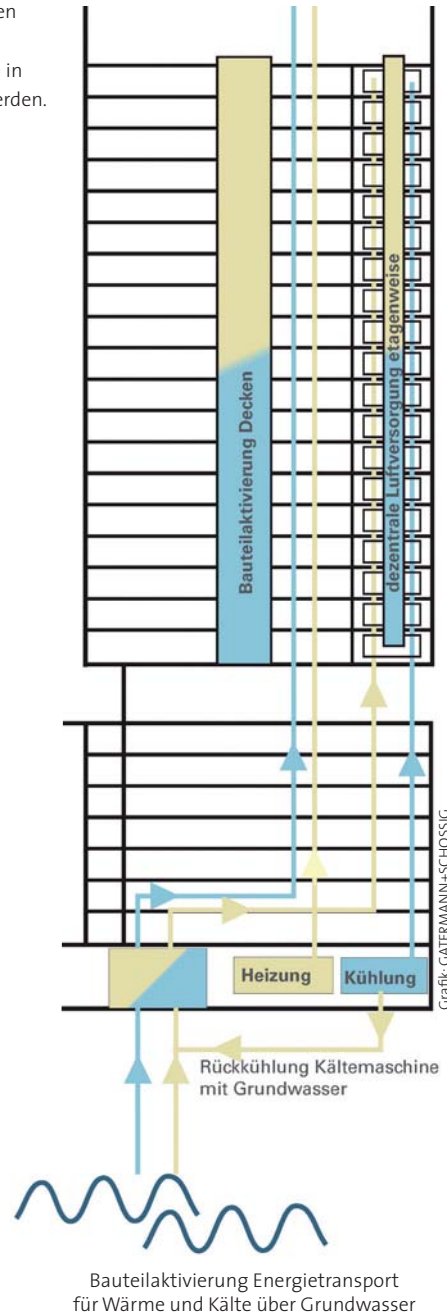 en
in
erden.
Bauteilaktivierung Decken
dezentrale Luftversorgung etagenweise
Heizung
Kühlung
Grafik: GATERMANN+SCHOSSIG
Rückkühlung Kältemaschine
mit Grundwasser
Bauteilaktivierung Energietransport
für Wärme und Kälte über Grundwasser